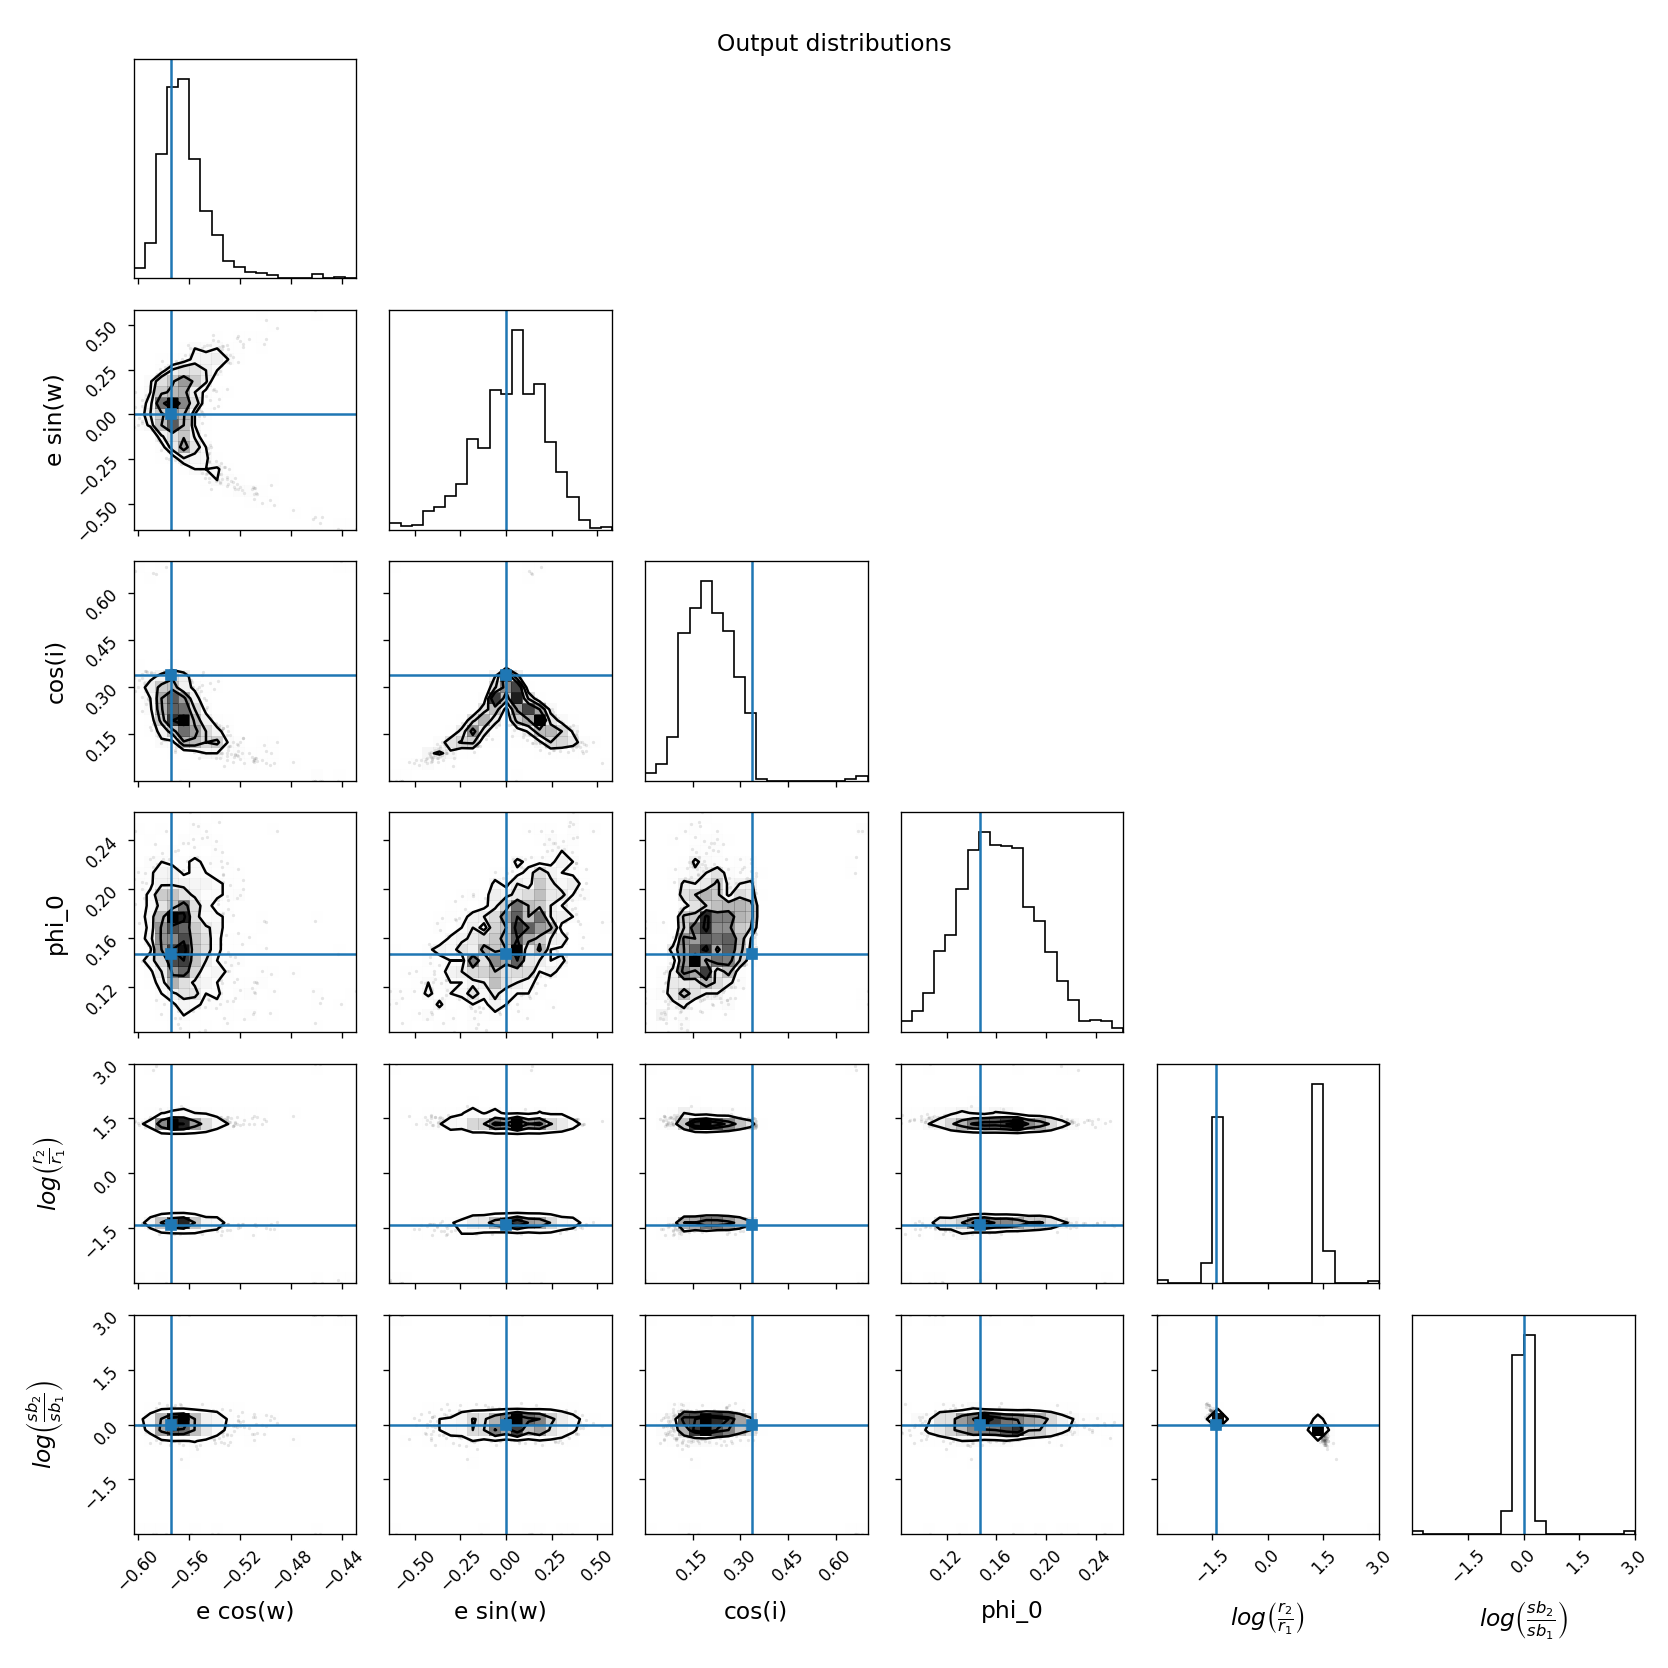 Output distributions
e sin(w)
0.50
0.25
0.00
−0.25
−0.50
cos(i)
0.60
0.45
0.30
0.15
phi_0
0.24
0.20
0.16
0.12
log(r₂/r₁)
3.0
1.5
0.0
−1.5
log(sb₂/sb₁)
3.0
1.5
0.0
−1.5
−0.60 −0.56 −0.52 −0.48 −0.44
e cos(w)
−0.50 −0.25 0.00 0.25 0.50
e sin(w)
0.15 0.30 0.45 0.60
cos(i)
0.12 0.16 0.20 0.24
phi_0
−1.5 0.0 1.5 3.0
log(r₂/r₁)
−1.5 0.0 1.5 3.0
log(sb₂/sb₁)